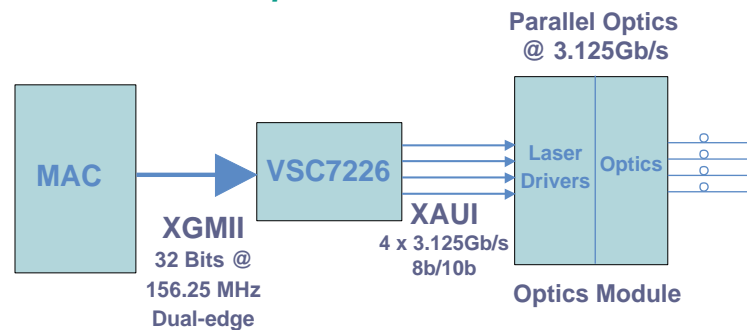 Parallel Optics
@ 3.125Gb/s
MAC
VSC7226
Laser
Drivers
Optics
XGMII
32 Bits @
156.25 MHz
Dual-edge
XAUI
4 x 3.125Gb/s
8b/10b
Optics Module